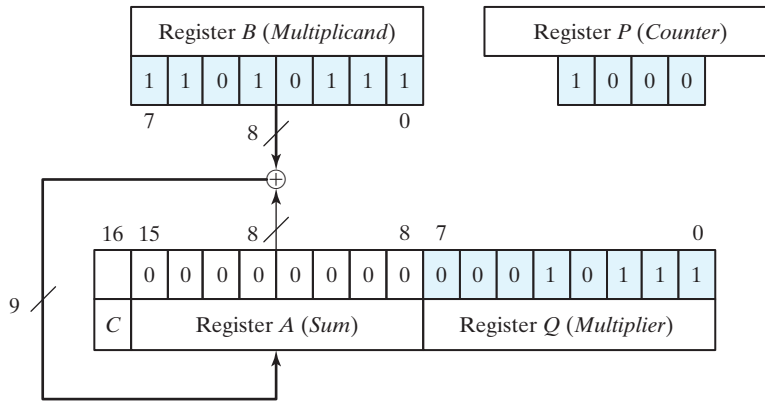 Register B (Multiplicand) Register P (Counter)
1 1 0 1 0 1 1 1 1 0 0 0
7 8 0
+
16 15 8 8 7 0
0 0 0 0 0 0 0 0 0 0 0 1 0 1 1 1
9
C Register A (Sum) Register Q (Multiplier)